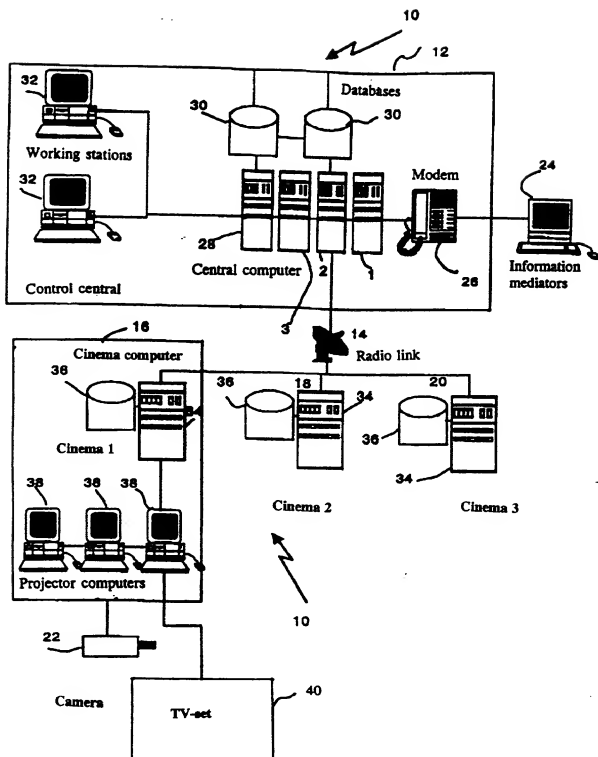 10
12
32
Databases
30
30
Working stations
Modem
24
32
28
Central computer
2
1
26
Information
mediators
Control central
3
16
14
Cinema computer
Radio link
36
36
18
34
20
34
36
Cinema 1
34
38
38
38
Cinema 2
Cinema 3
Projector computers
10
22
40
Camera
TV-set